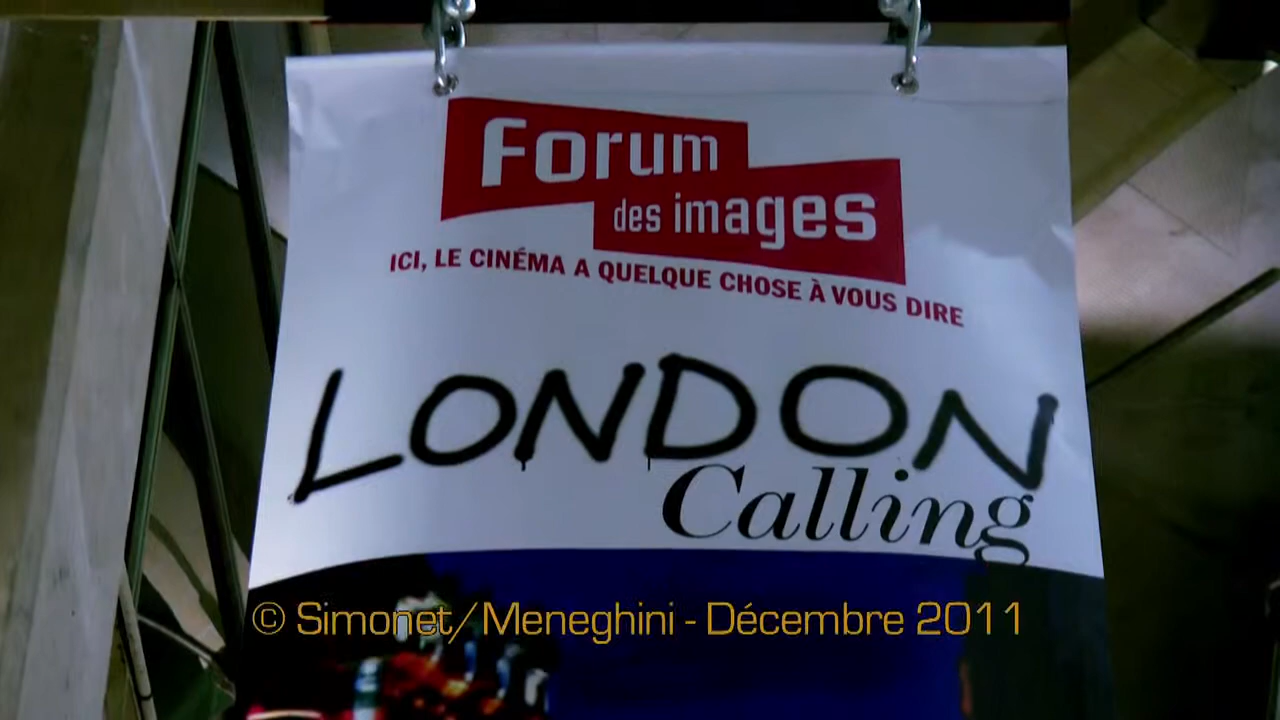 Forum
des images
ICI, LE CINÉMA A QUELQUE CHOSE À VOUS DIRE
LONDON
Calling
© Simonet/Meneghini - Décembre 2011